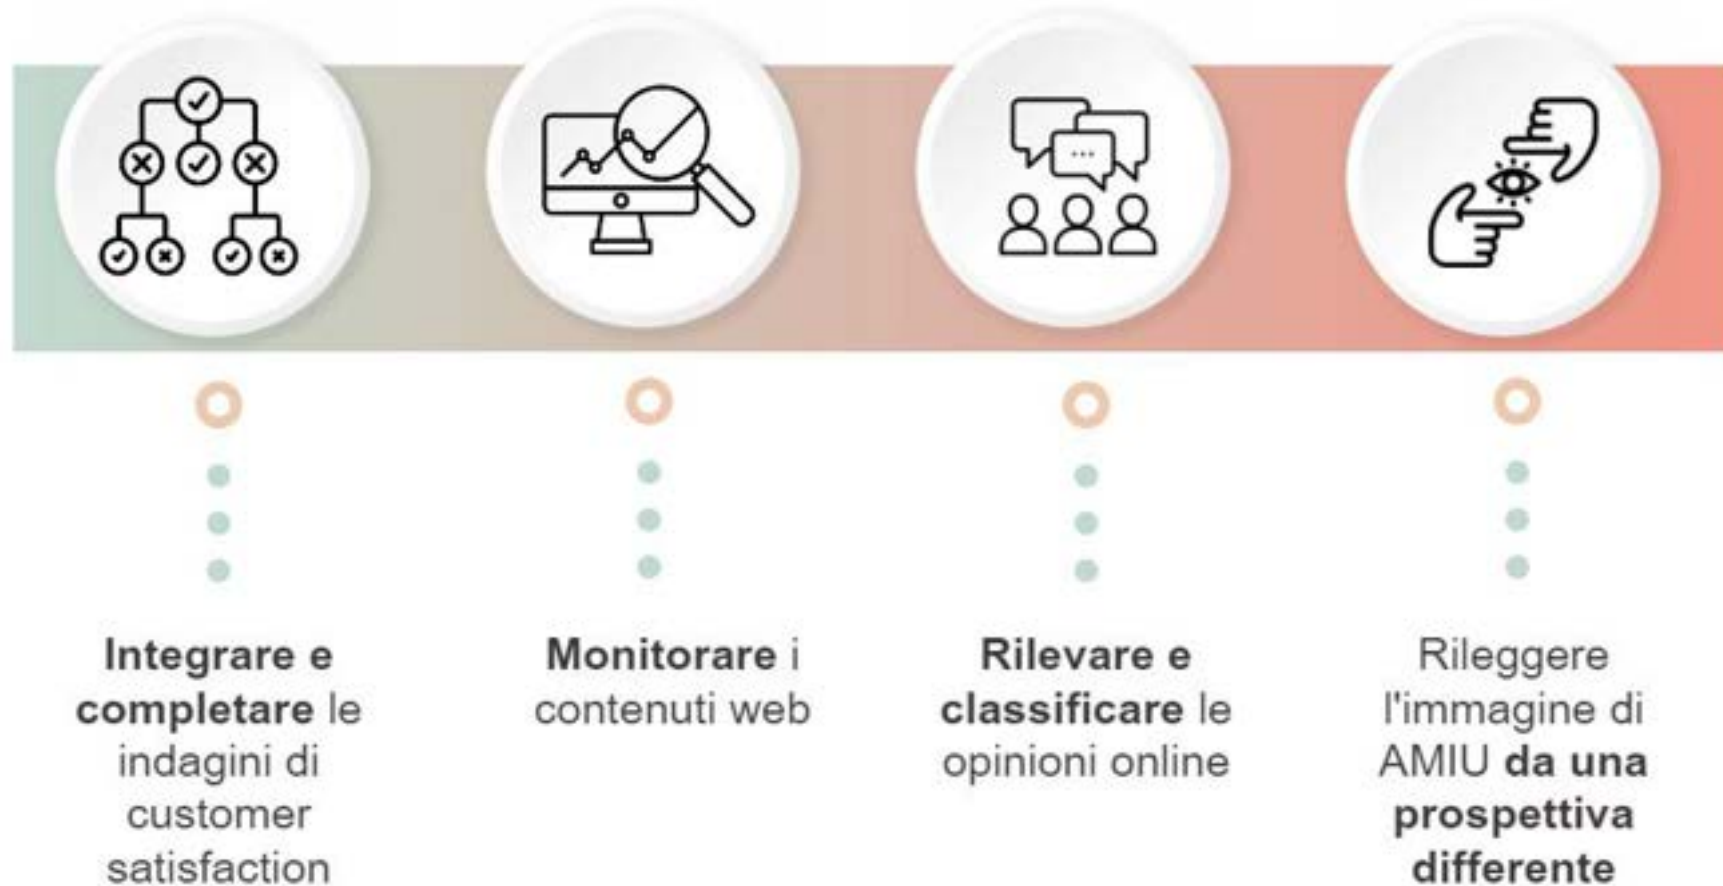 Integrare e
completare le
indagini di
customer
satisfaction
Monitorare i
contenuti web
Rilevare e
classificare le
opinioni online
Rileggere
l'immagine di
AMIU da una
prospettiva
differente